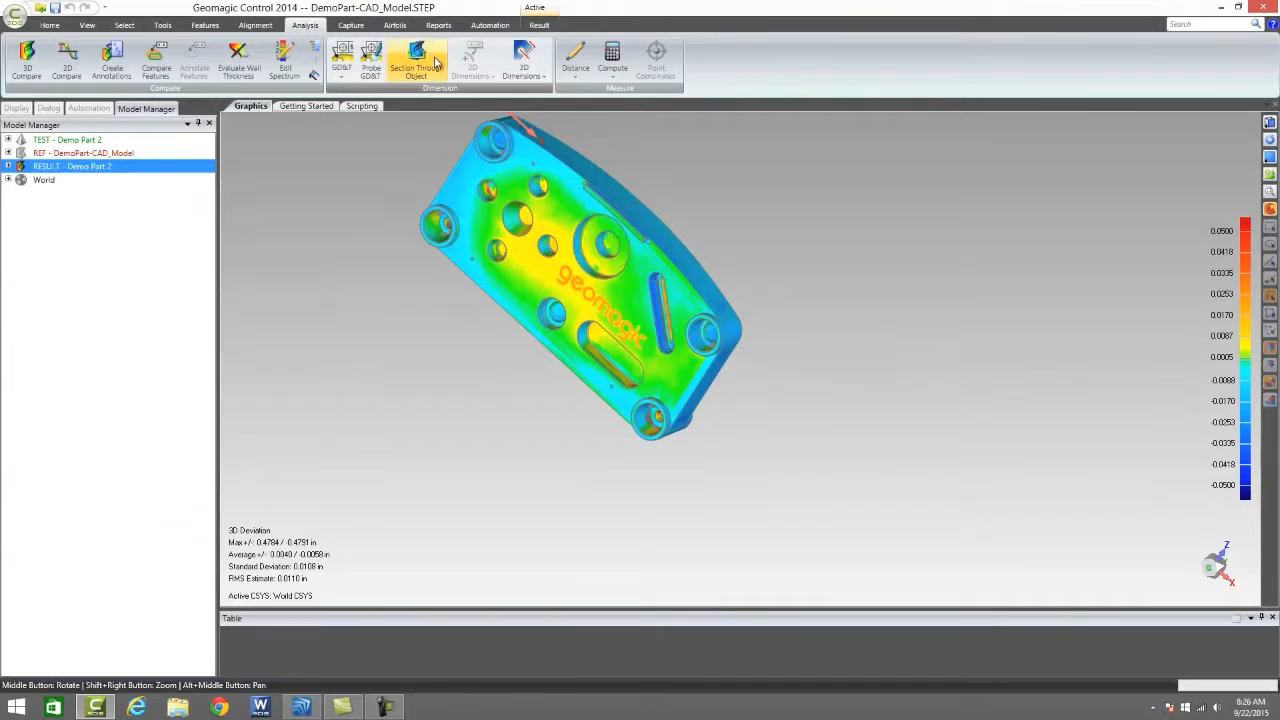 Geomagic Control 2014 -- DemoPart-CAD_Model.STEP
Active
Home View Select Tools Features Alignment Analysis Capture Airfoils Reports Automation Result
Search
3D Compare
2D Compare
Create Annotations
Compare Features
Annotate Features
Evaluate Wall Thickness
Edit Spectrum
GD&T
Probe GD&T
Section Through Object
2D Dimensions
3D Dimensions
Distance
Compute
Point Coordinates
Compare
Dimension
Measure
Display Dialog Automation Model Manager
Graphics Getting Started Scripting
Model Manager
TEST - Demo Part 2
REF - DemoPart-CAD_Model
RESULT - Demo Part 2
World
geomagic
0.0500
0.0418
0.0335
0.0253
0.0170
0.0087
0.0005
-0.0088
-0.0170
-0.0253
-0.0335
-0.0418
-0.0500
3D Deviation
Max +/-: 0.4784 / -0.4791 in
Average +/-: 0.0040 / -0.0058 in
Standard Deviation: 0.0108 in
RMS Estimate: 0.0110 in
Active CSYS: World CSYS
Z
X
Table
Middle Button: Rotate | Shift+Right Button: Zoom | Alt+Middle Button: Pan
8:26 AM
9/22/2015